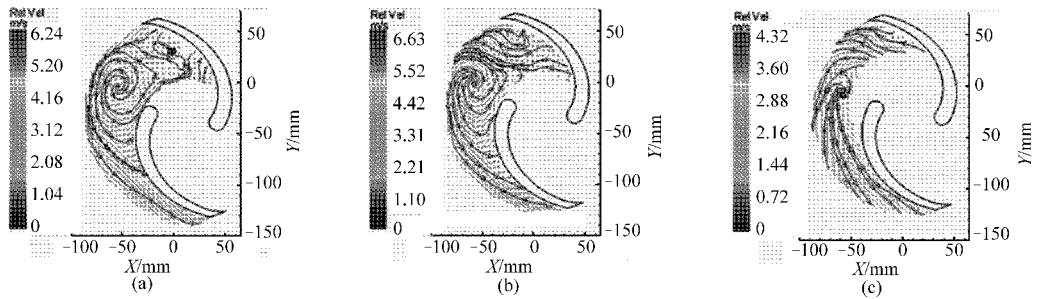 (a)
Rel Vel
m/s
6.24
5.20
4.16
3.12
2.08
1.04
0
50
0
−50
−100
−150
Y/mm
−100 −50 0 50
X/mm
(b)
Rel Vel
m/s
6.63
5.52
4.42
3.31
2.21
1.10
0
50
0
−50
−100
−150
Y/mm
−100 −50 0 50
X/mm
(c)
Rel Vel
m/s
4.32
3.60
2.88
2.16
1.44
0.72
0
50
0
−50
−100
−150
Y/mm
−100 −50 0 50
X/mm